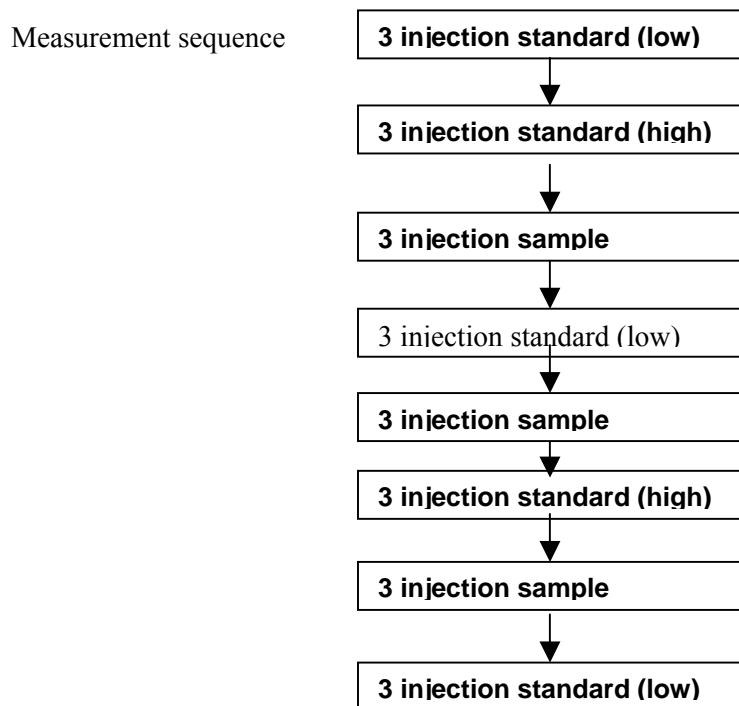 Measurement sequence
3 injection standard (low)
3 injection standard (high)
3 injection sample
3 injection standard (low)
3 injection sample
3 injection standard (high)
3 injection sample
3 injection standard (low)